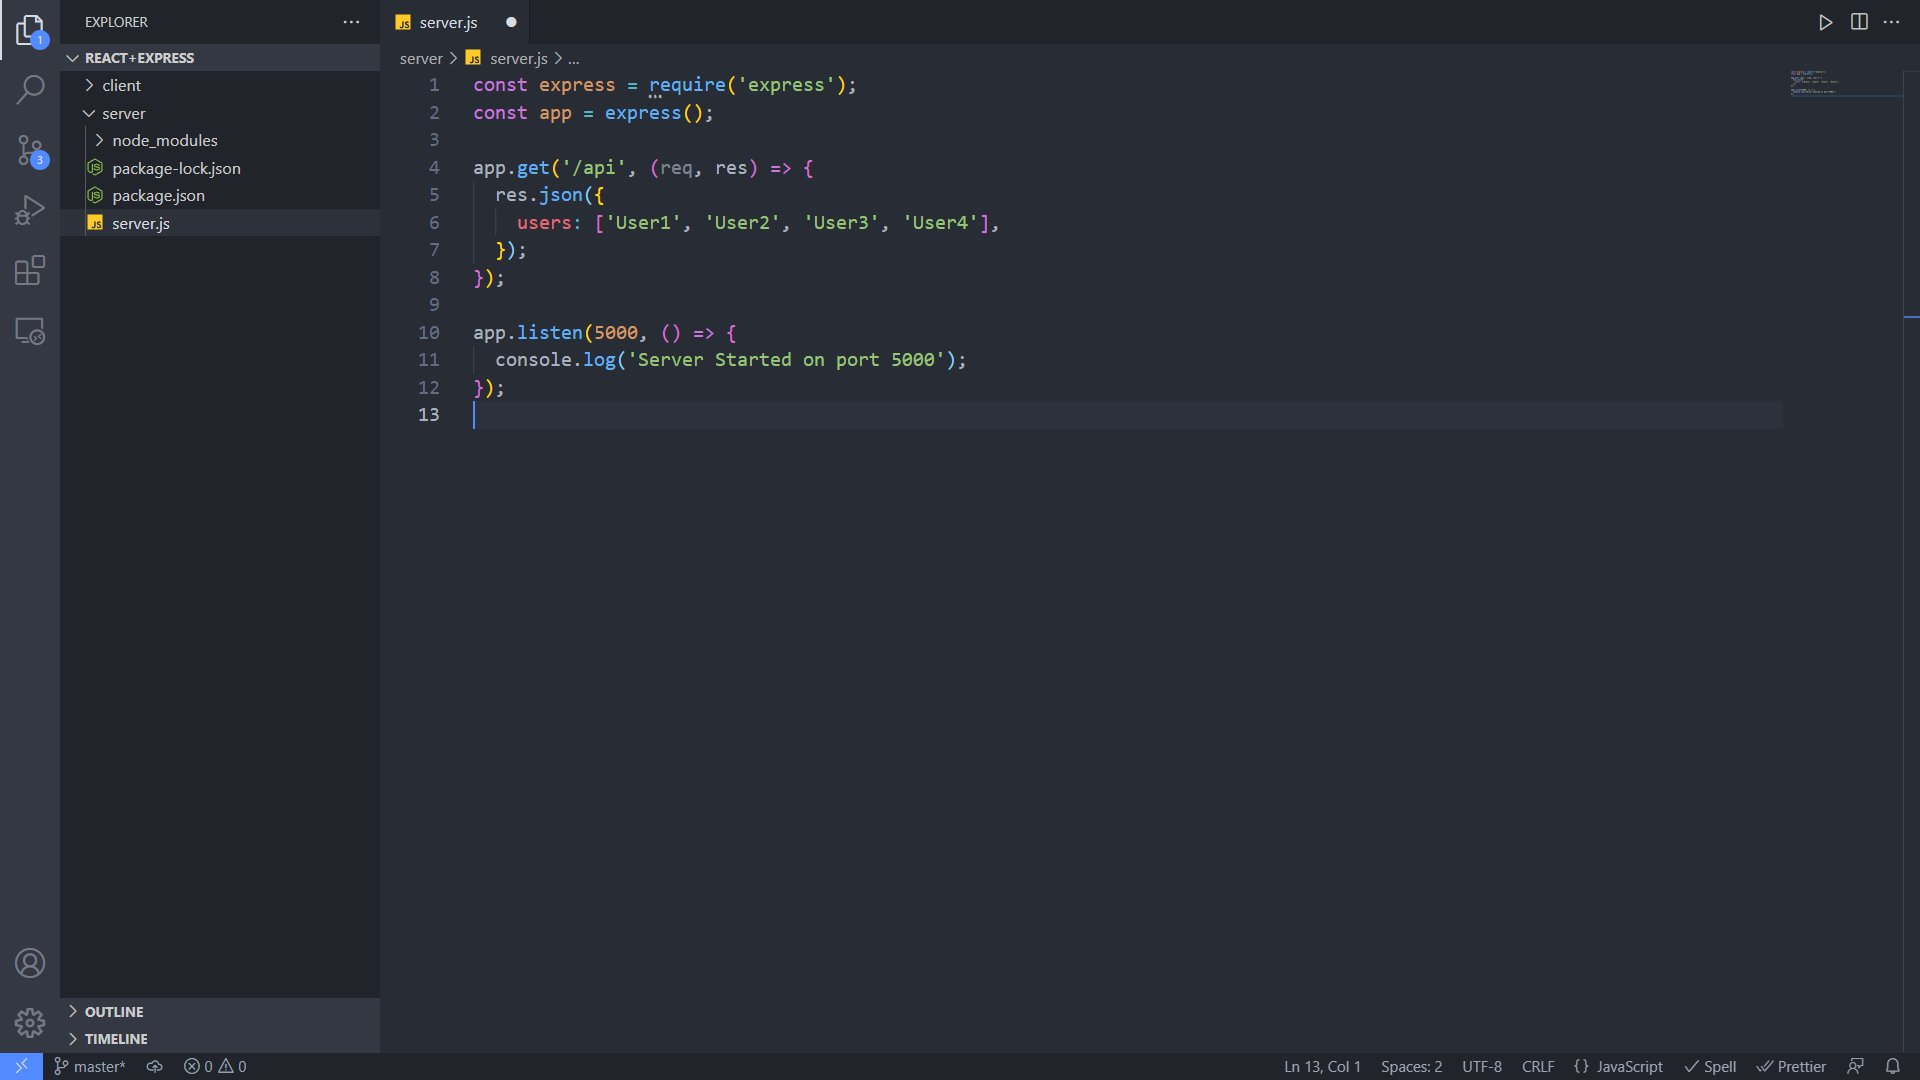 EXPLORER
REACT+EXPRESS
client
server
node_modules
package-lock.json
package.json
server.js
OUTLINE
TIMELINE
1
3
server.js
server > server.js > ...
1 const express = require('express');
2 const app = express();
3
4 app.get('/api', (req, res) => {
5 res.json({
6 users: ['User1', 'User2', 'User3', 'User4'],
7 });
8 });
9
10 app.listen(5000, () => {
11 console.log('Server Started on port 5000');
12 });
13
master* 0 0 Ln 13, Col 1 Spaces: 2 UTF-8 CRLF {} JavaScript Spell Prettier